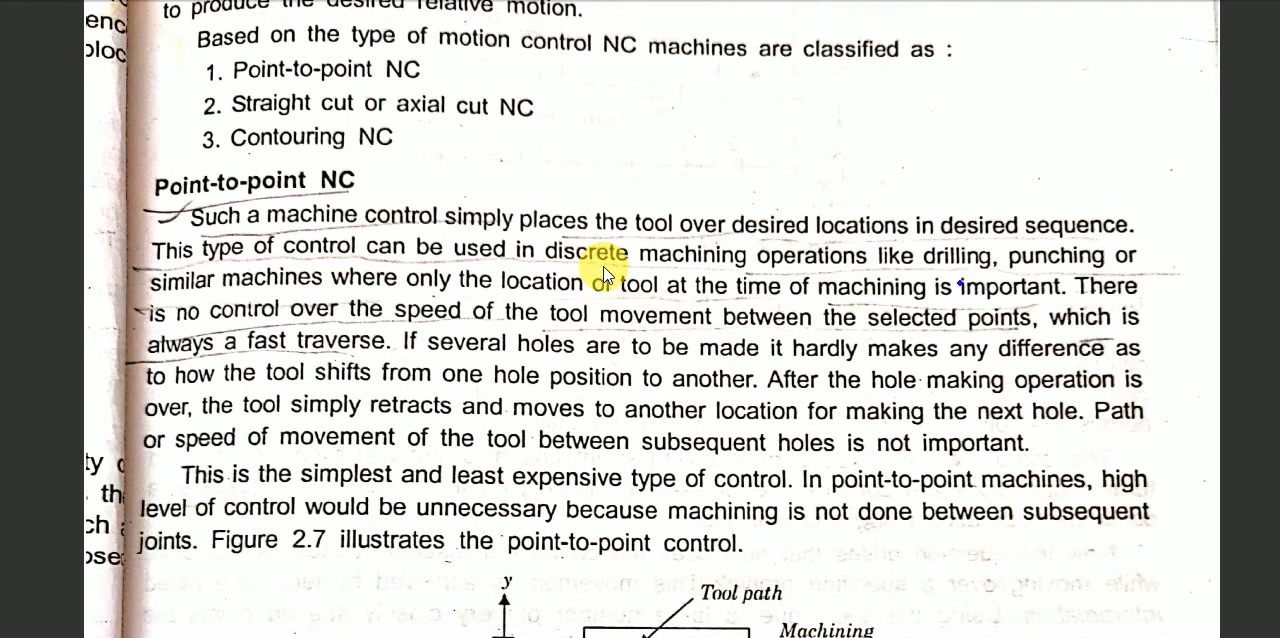 to produce the desired relative motion.
Based on the type of motion control NC machines are classified as :
1. Point-to-point NC
2. Straight cut or axial cut NC
3. Contouring NC
Point-to-point NC
Such a machine control simply places the tool over desired locations in desired sequence.
This type of control can be used in discrete machining operations like drilling, punching or
similar machines where only the location of tool at the time of machining is important. There
is no control over the speed of the tool movement between the selected points, which is
always a fast traverse. If several holes are to be made it hardly makes any difference as
to how the tool shifts from one hole position to another. After the hole making operation is
over, the tool simply retracts and moves to another location for making the next hole. Path
or speed of movement of the tool between subsequent holes is not important.
This is the simplest and least expensive type of control. In point-to-point machines, high
level of control would be unnecessary because machining is not done between subsequent
joints. Figure 2.7 illustrates the point-to-point control.
y
Tool path
Machining